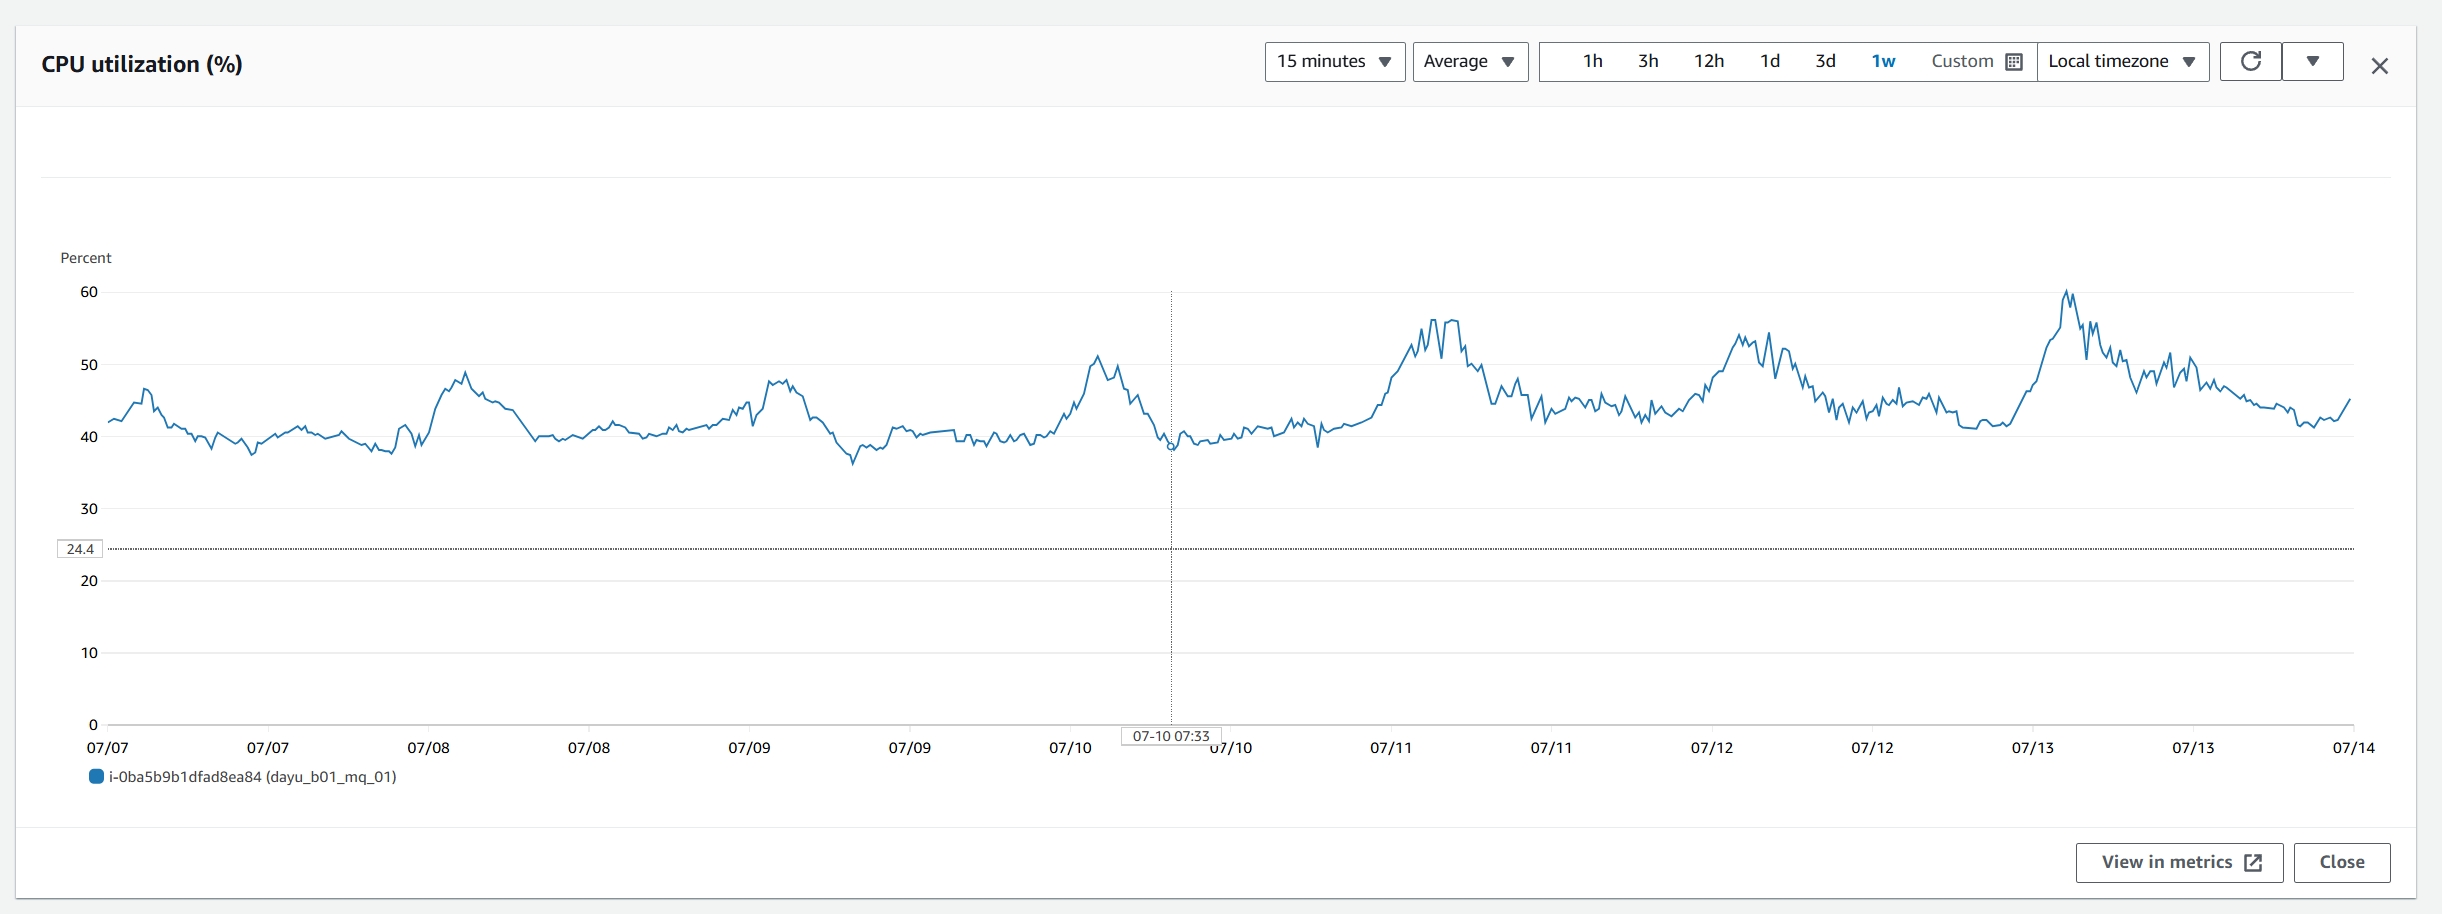 CPU utilization (%)
15 minutes Average 1h 3h 12h 1d 3d 1w Custom Local timezone
Percent
60
50
40
30
24.4
20
10
0
07-10 07:33
07/07 07/07 07/08 07/08 07/09 07/09 07/10 07/10 07/11 07/11 07/12 07/12 07/13 07/13 07/14
i-0ba5b9b1dfad8ea84 (dayu_b01_mq_01)
View in metrics Close